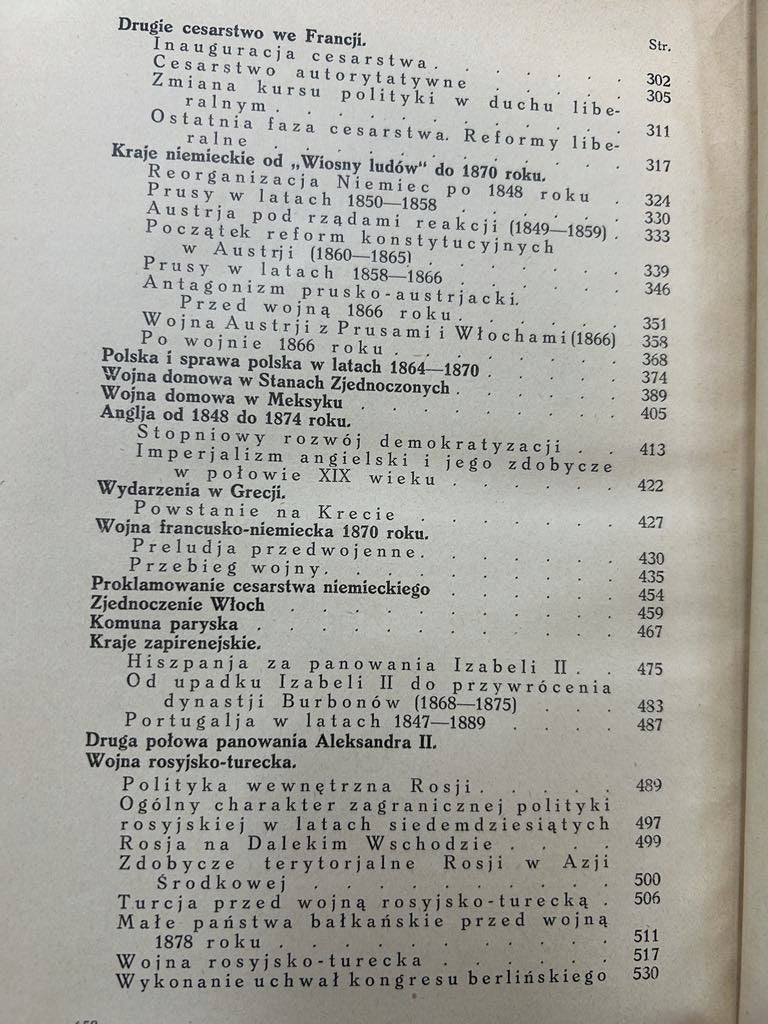 Drugie cesarstwo we Francji. Str.
Inauguracja cesarstwa . . . . . . 302
Cesarstwo autorytatywne . . . . . 305
Zmiana kursu polityki w duchu libe-
ralnym . . . . . . . . . 311
Ostatnia faza cesarstwa. Reformy libe-
ralne . . . . . . . . . 317
Kraje niemieckie od „Wiosny ludów“ do 1870 roku.
Reorganizacja Niemiec po 1848 roku . 324
Prusy w latach 1850—1858 . . . . . 330
Austrja pod rządami reakcji (1849—1859) . 333
Początek reform konstytucyjnych
w Austrji (1860—1865) . . . . . . 339
Prusy w latach 1858—1866 . . . . . 346
Antagonizm prusko-austrjacki.
Przed wojną 1866 roku . . . . . 351
Wojna Austrji z Prusami i Włochami (1866) 358
Po wojnie 1866 roku . . . . . . 368
Polska i sprawa polska w latach 1864—1870 . . . . 374
Wojna domowa w Stanach Zjednoczonych . . . . . 389
Wojna domowa w Meksyku . . . . . . . 405
Anglja od 1848 do 1874 roku.
Stopniowy rozwój demokratyzacji . . 413
Imperjalizm angielski i jego zdobycze
w połowie XIX wieku . . . . . 422
Wydarzenia w Grecji.
Powstanie na Krecie . . . . . . 427
Wojna francusko-niemiecka 1870 roku.
Preludja przedwojenne . . . . . . 430
Przebieg wojny . . . . . . . . 435
Proklamowanie cesarstwa niemieckiego . . . . . 454
Zjednoczenie Włoch . . . . . . . . . 459
Komuna paryska . . . . . . . . . . 467
Kraje zapirenejskie.
Hiszpanja za panowania Izabeli II . . 475
Od upadku Izabeli II do przywrócenia
dynastji Burbonów (1868—1875) . . . 483
Portugalja w latach 1847—1889 . . . . 487
Druga połowa panowania Aleksandra II.
Wojna rosyjsko-turecka.
Polityka wewnętrzna Rosji . . . . . 489
Ogólny charakter zagranicznej polityki
rosyjskiej w latach siedemdziesiątych 497
Rosja na Dalekim Wschodzie . . . . 499
Zdobycze terytorjalne Rosji w Azji
Środkowej . . . . . . . . . 500
Turcja przed wojną rosyjsko-turecką . 506
Małe państwa bałkańskie przed wojną
1878 roku . . . . . . . . . 511
Wojna rosyjsko-turecka . . . . . 517
Wykonanie uchwał kongresu berlińskiego 530